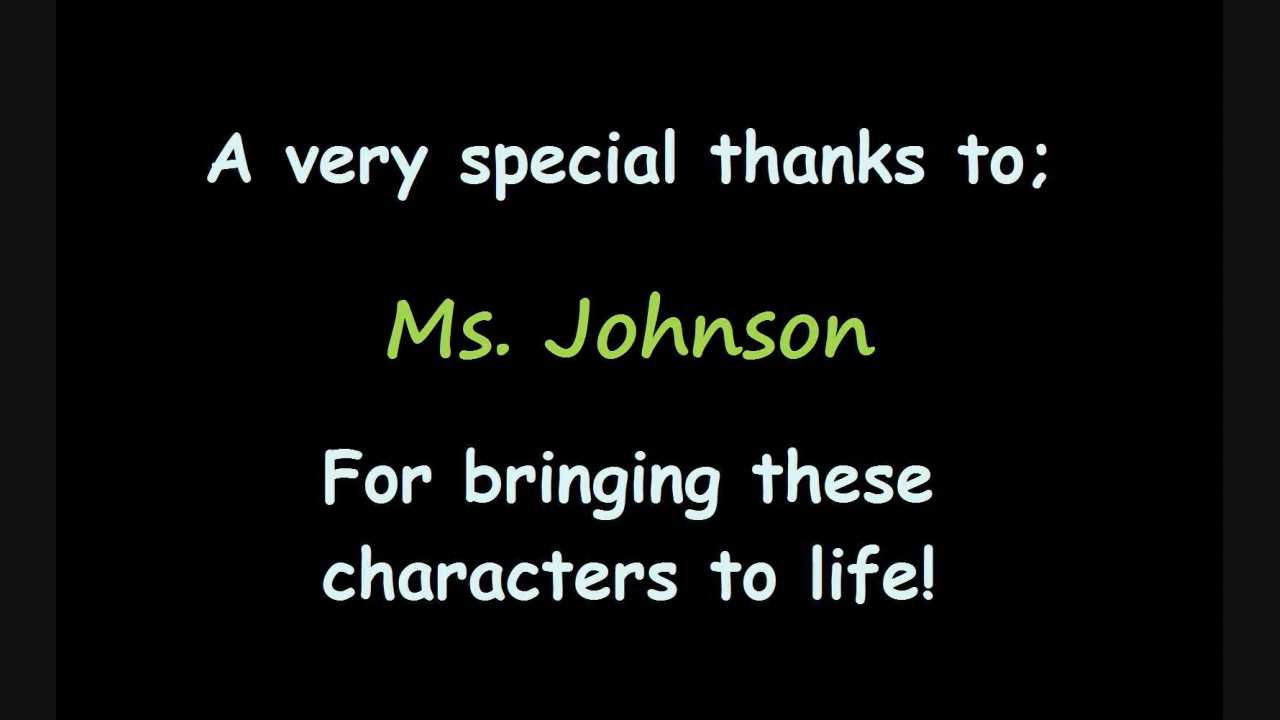 A very special thanks to;
Ms. Johnson
For bringing these
characters to life!